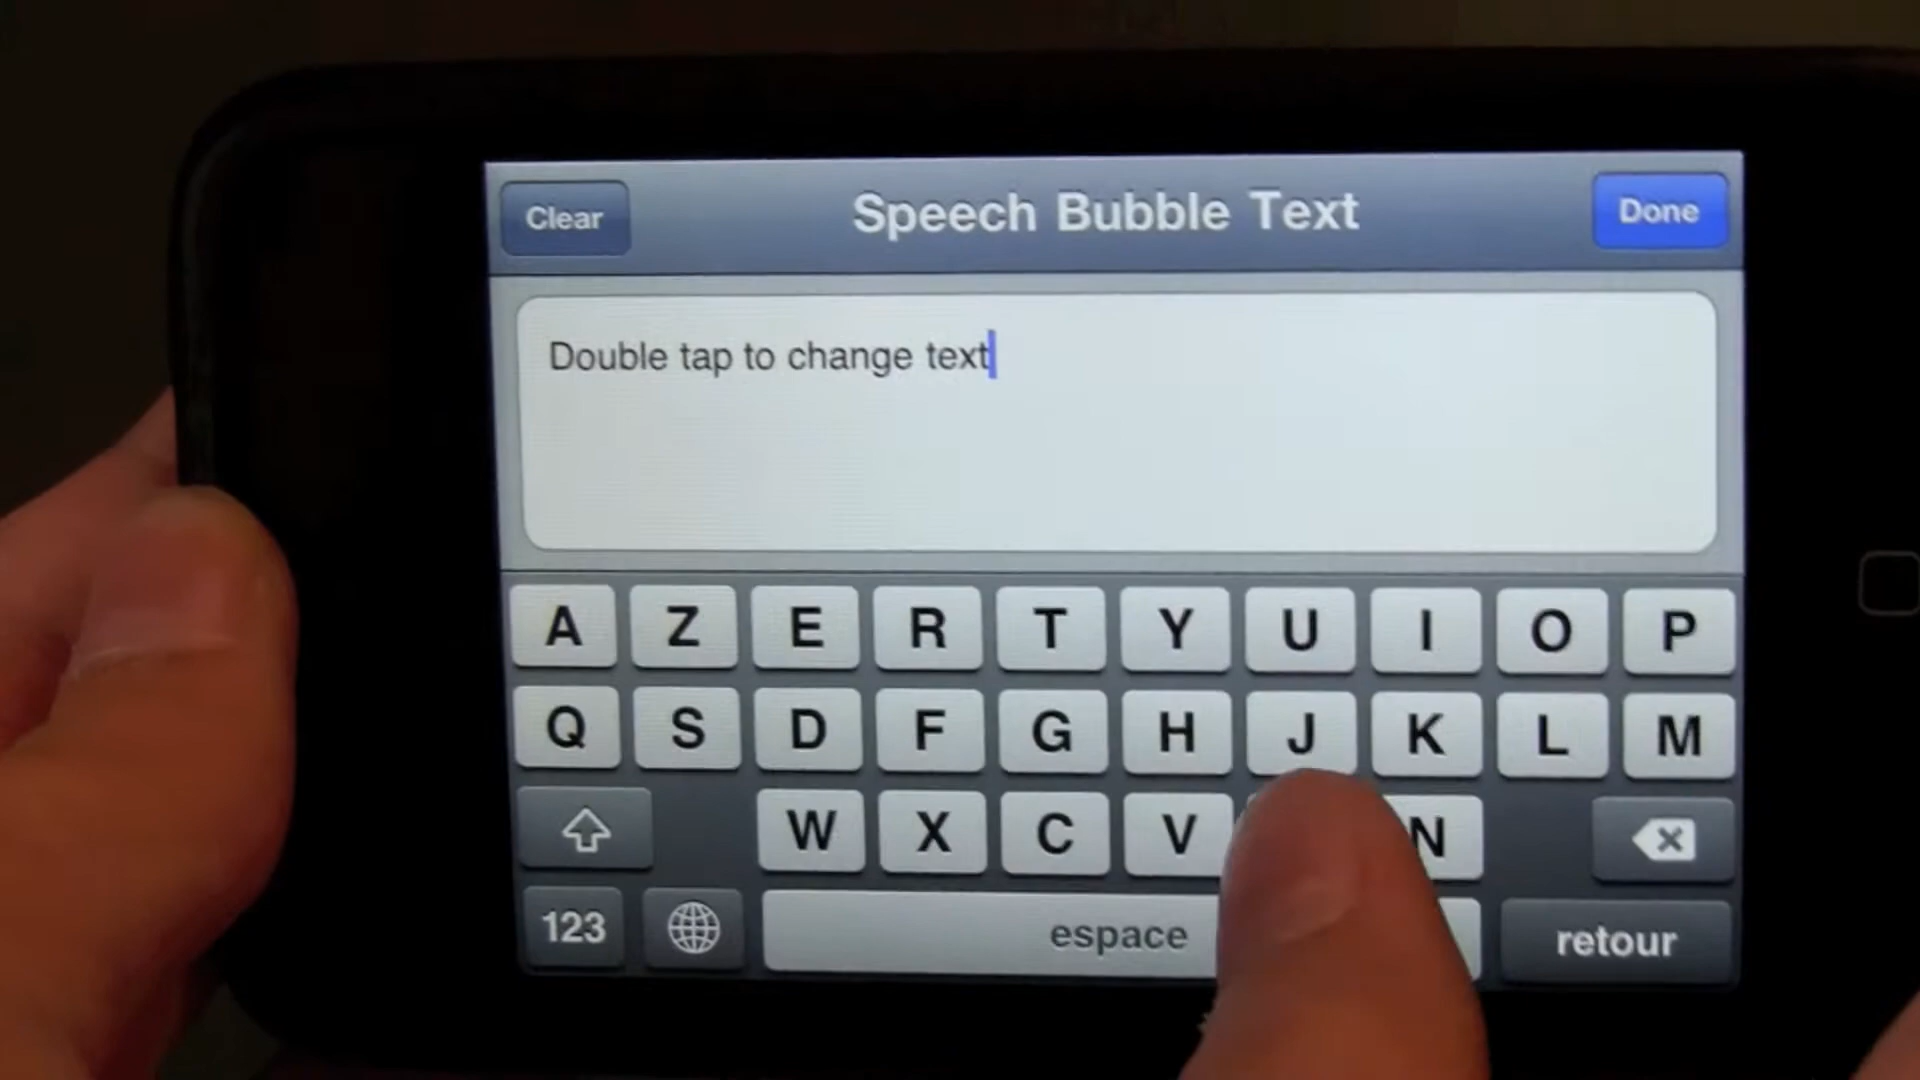 Clear Speech Bubble Text Done
Double tap to change text
A Z E R T Y U I O P
Q S D F G H J K L M
W X C V N
123 espace retour